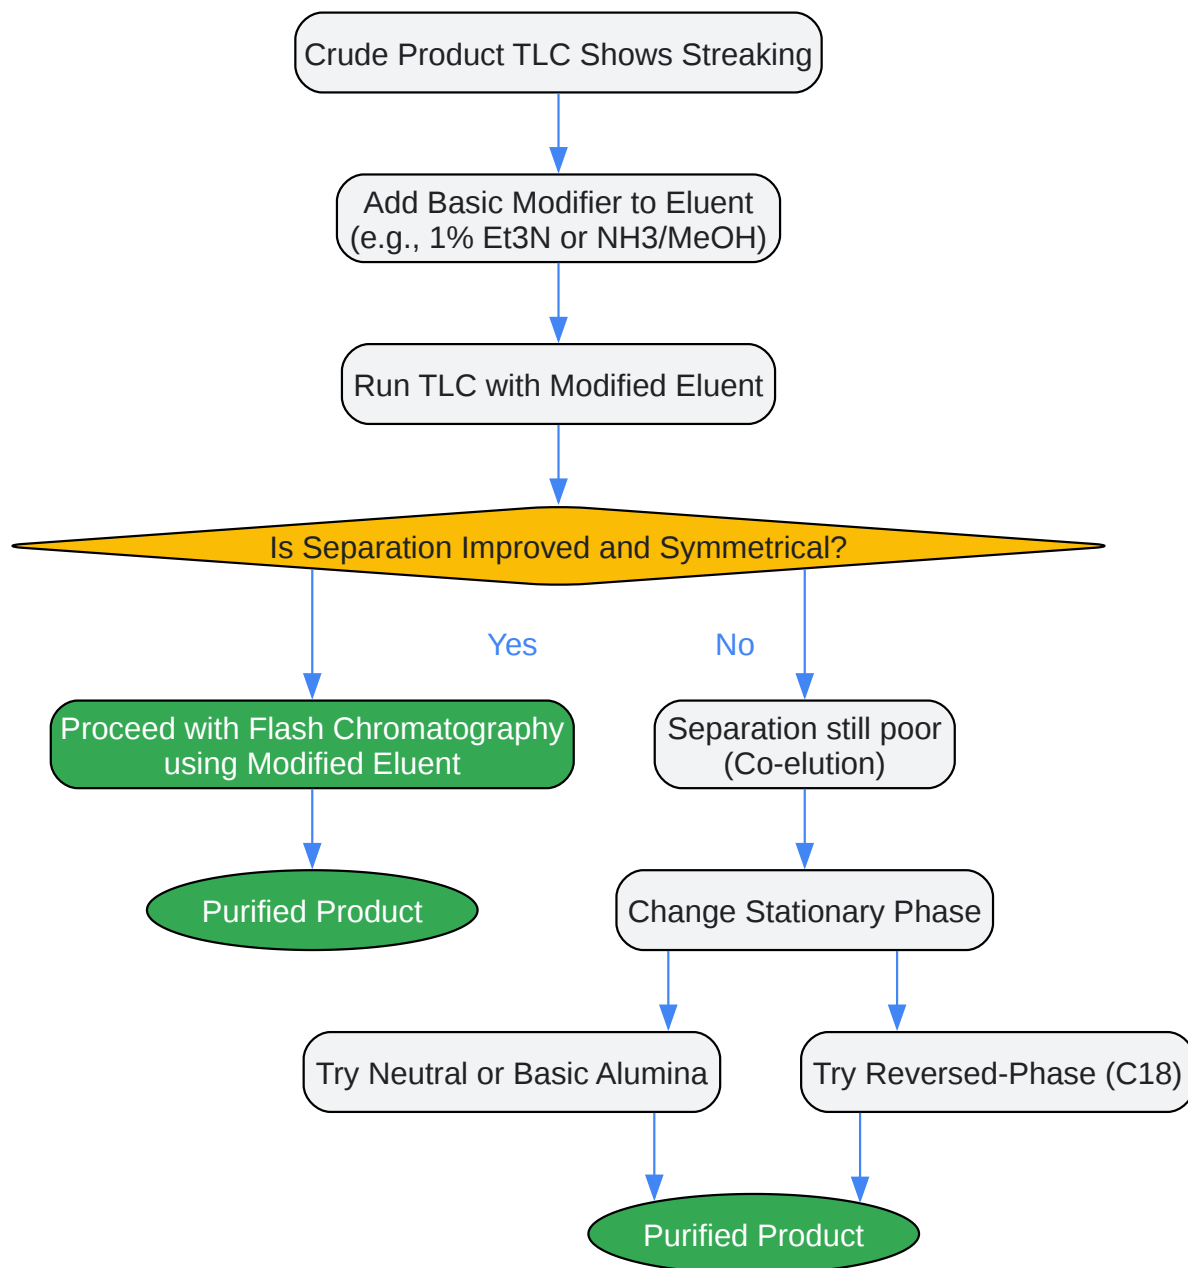 Crude Product TLC Shows Streaking
Add Basic Modifier to Eluent
(e.g., 1% Et3N or NH3/MeOH)
Run TLC with Modified Eluent
Is Separation Improved and Symmetrical?
Yes
No
Proceed with Flash Chromatography
using Modified Eluent
Separation still poor
(Co-elution)
Purified Product
Change Stationary Phase
Try Neutral or Basic Alumina
Try Reversed-Phase (C18)
Purified Product